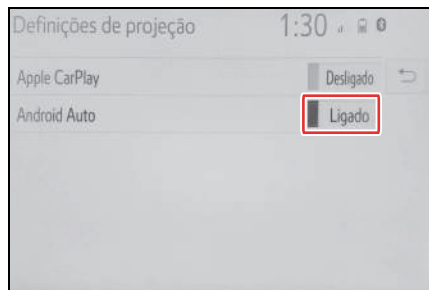 Definições de projeção 1:30
Apple CarPlay Desligado
Android Auto Ligado